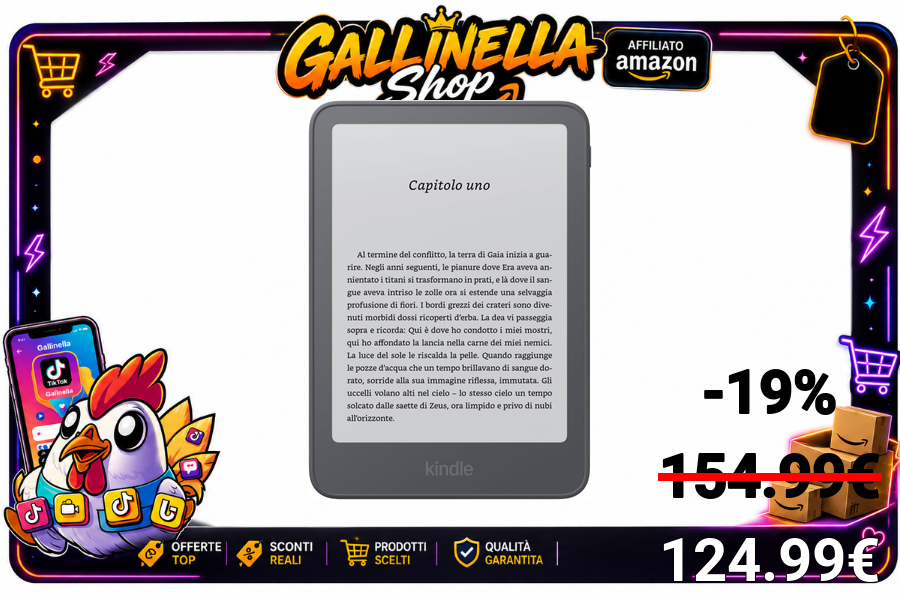 GALLINELLA
Shop
AFFILIATO
amazon
Capitolo uno
Al termine del conflitto, la terra di Gaia inizia a gua-
rire. Negli anni seguenti, le pianure dove Era aveva an-
nientato i titani si trasformano in prati, e là dove il san-
gue aveva intriso le zolle ora si estende una selvaggia
profusione di fiori. I bordi grezzi dei crateri sono dive-
nuti morbidi dossi ricoperti d'erba. La dea vi passeggia
sopra e ricorda: Qui è dove ho condotto i miei mostri,
qui ho affondato la lancia nella carne dei miei nemici.
La luce del sole le riscalda la pelle. Quando raggiunge
le pozze d'acqua che un tempo brillavano di sangue do-
rato, sorride alla sua immagine riflessa, immutata. Gli
uccelli volano alti nel cielo – lo stesso cielo un tempo
solcato dalle saette di Zeus, ora limpido e privo di nubi
all'orizzonte.
kindle
Gallinella
TikTok
Gallinella
-19%
154.99€
124.99€
OFFERTE
TOP
SCONTI
REALI
PRODOTTI
SCELTI
QUALITÀ
GARANTITA